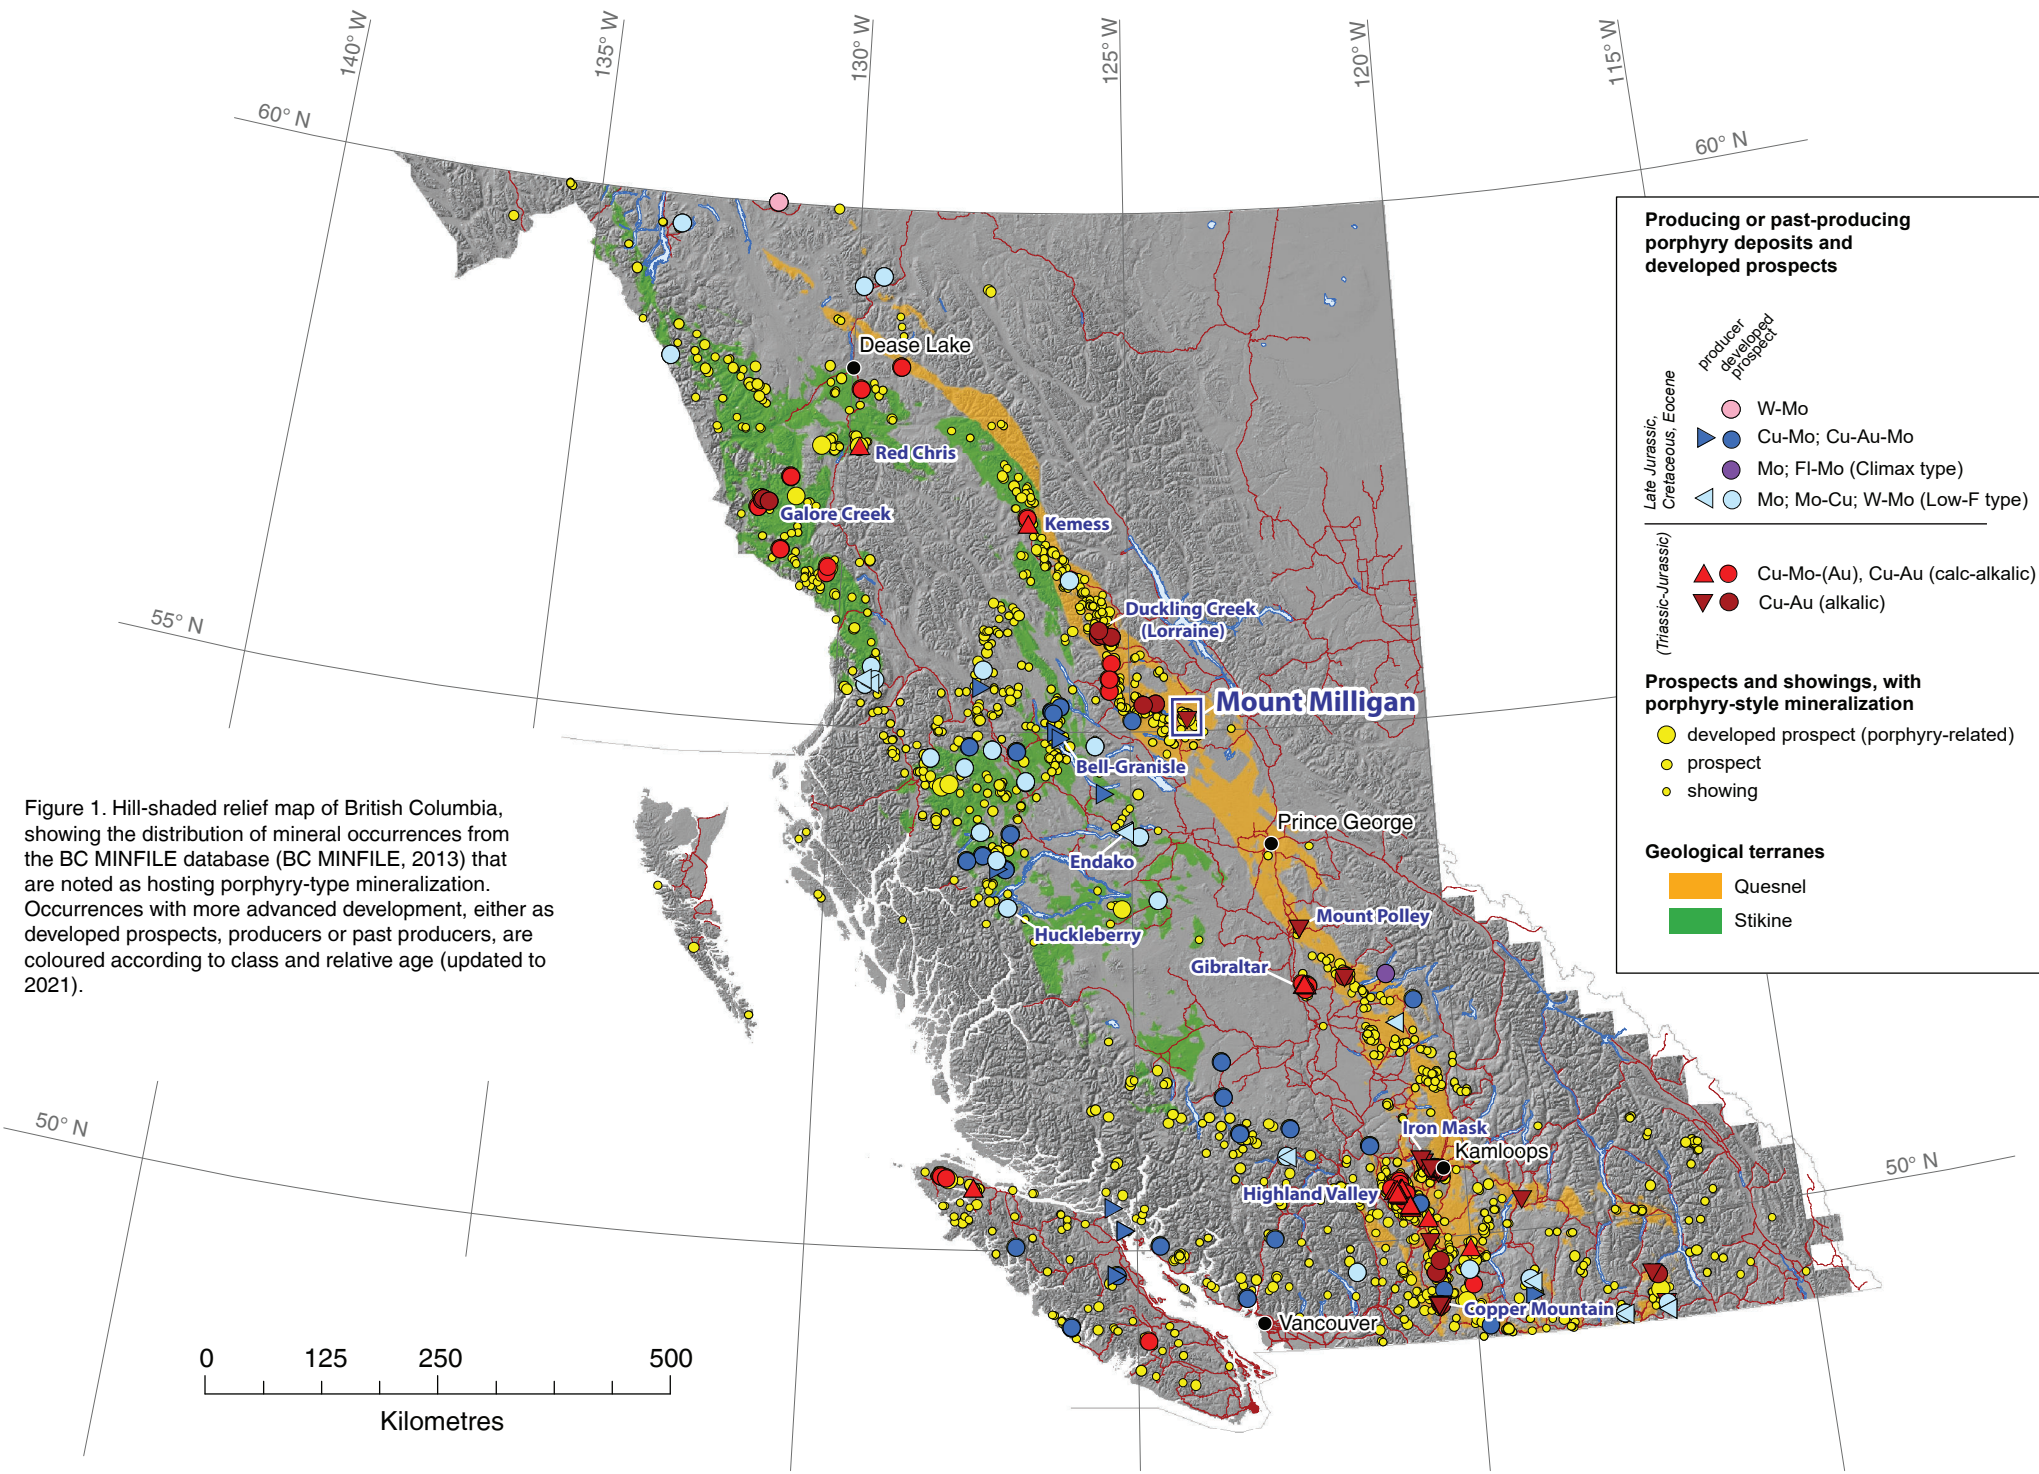 140° W
135° W
130° W
125° W
120° W
115° W
60° N
60° N
55° N
50° N
50° N
Dease Lake
Red Chris
Galore Creek
Kemess
Duckling Creek
(Lorraine)
Mount Milligan
Bell-Granisle
Prince George
Endako
Mount Polley
Huckleberry
Gibraltar
Iron Mask
Kamloops
Highland Valley
Copper Mountain
Vancouver
Figure 1. Hill-shaded relief map of British Columbia,
showing the distribution of mineral occurrences from
the BC MINFILE database (BC MINFILE, 2013) that
are noted as hosting porphyry-type mineralization.
Occurrences with more advanced development, either as
developed prospects, producers or past producers, are
coloured according to class and relative age (updated to
2021).
0 125 250 500
Kilometres
Producing or past-producing
porphyry deposits and
developed prospects
producer
developed
prospect
Late Jurassic,
Cretaceous, Eocene
W-Mo
Cu-Mo; Cu-Au-Mo
Mo; Fl-Mo (Climax type)
Mo; Mo-Cu; W-Mo (Low-F type)
(Triassic-Jurassic)
Cu-Mo-(Au), Cu-Au (calc-alkalic)
Cu-Au (alkalic)
Prospects and showings, with
porphyry-style mineralization
developed prospect (porphyry-related)
prospect
showing
Geological terranes
Quesnel
Stikine